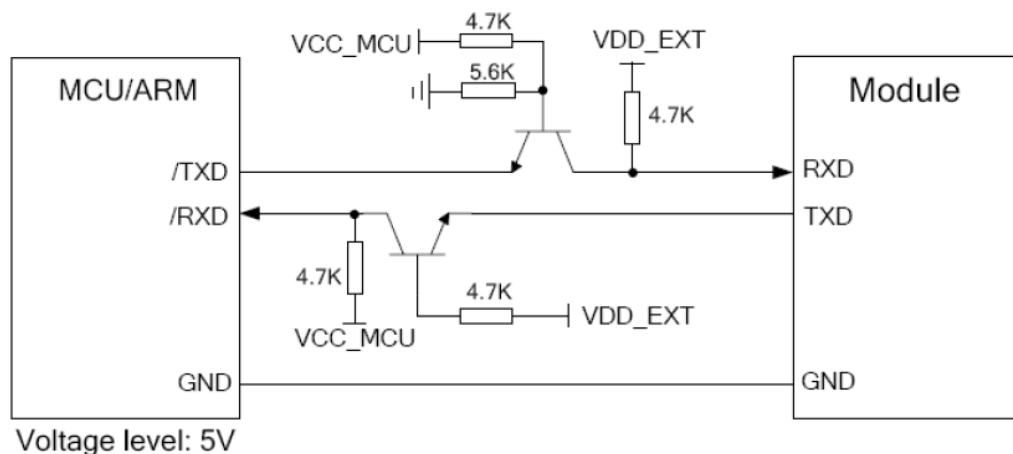 4.7K
VCC_MCU
VDD_EXT
5.6K
MCU/ARM
Module
4.7K
/TXD
RXD
/RXD
TXD
4.7K
4.7K
VDD_EXT
VCC_MCU
GND
GND
Voltage level: 5V